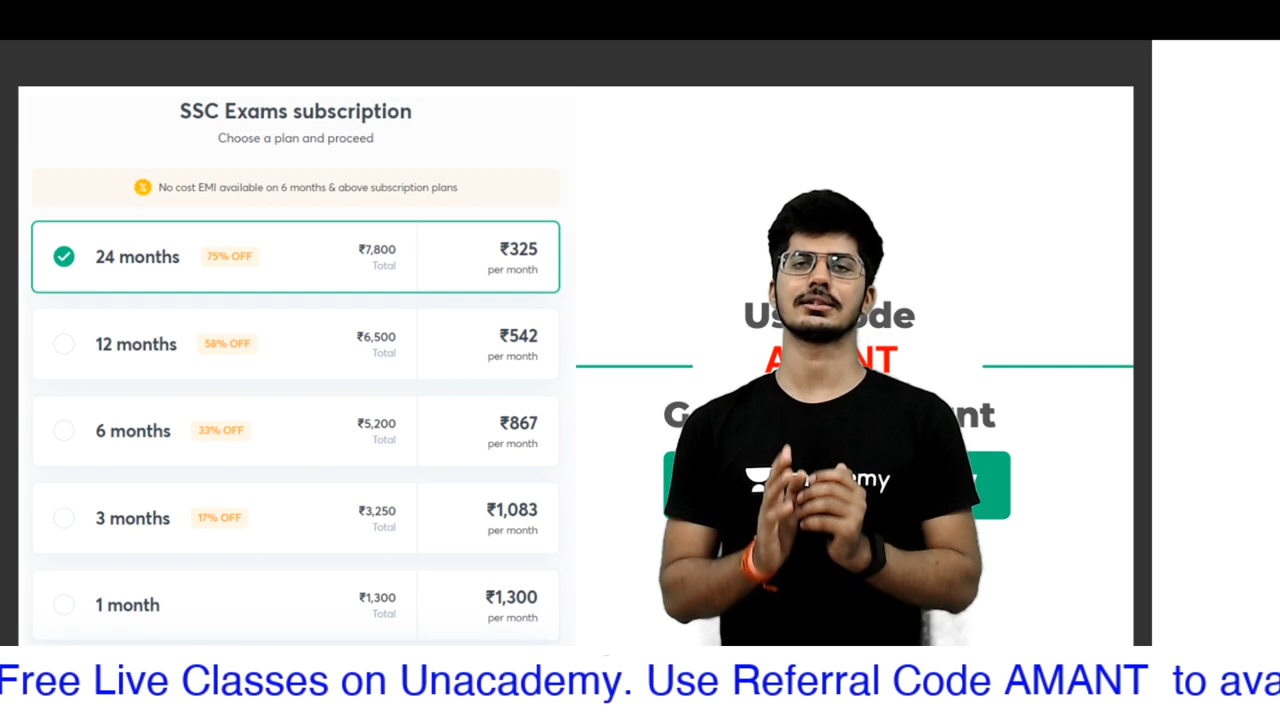 SSC Exams subscription
Choose a plan and proceed
No cost EMI available on 6 months & above subscription plans
24 months 75% OFF ₹7,800 Total ₹325 per month
12 months 58% OFF ₹6,500 Total ₹542 per month
6 months 33% OFF ₹5,200 Total ₹867 per month
3 months 17% OFF ₹3,250 Total ₹1,083 per month
1 month ₹1,300 Total ₹1,300 per month
Free Live Classes on Unacademy. Use Referral Code AMANT to ava